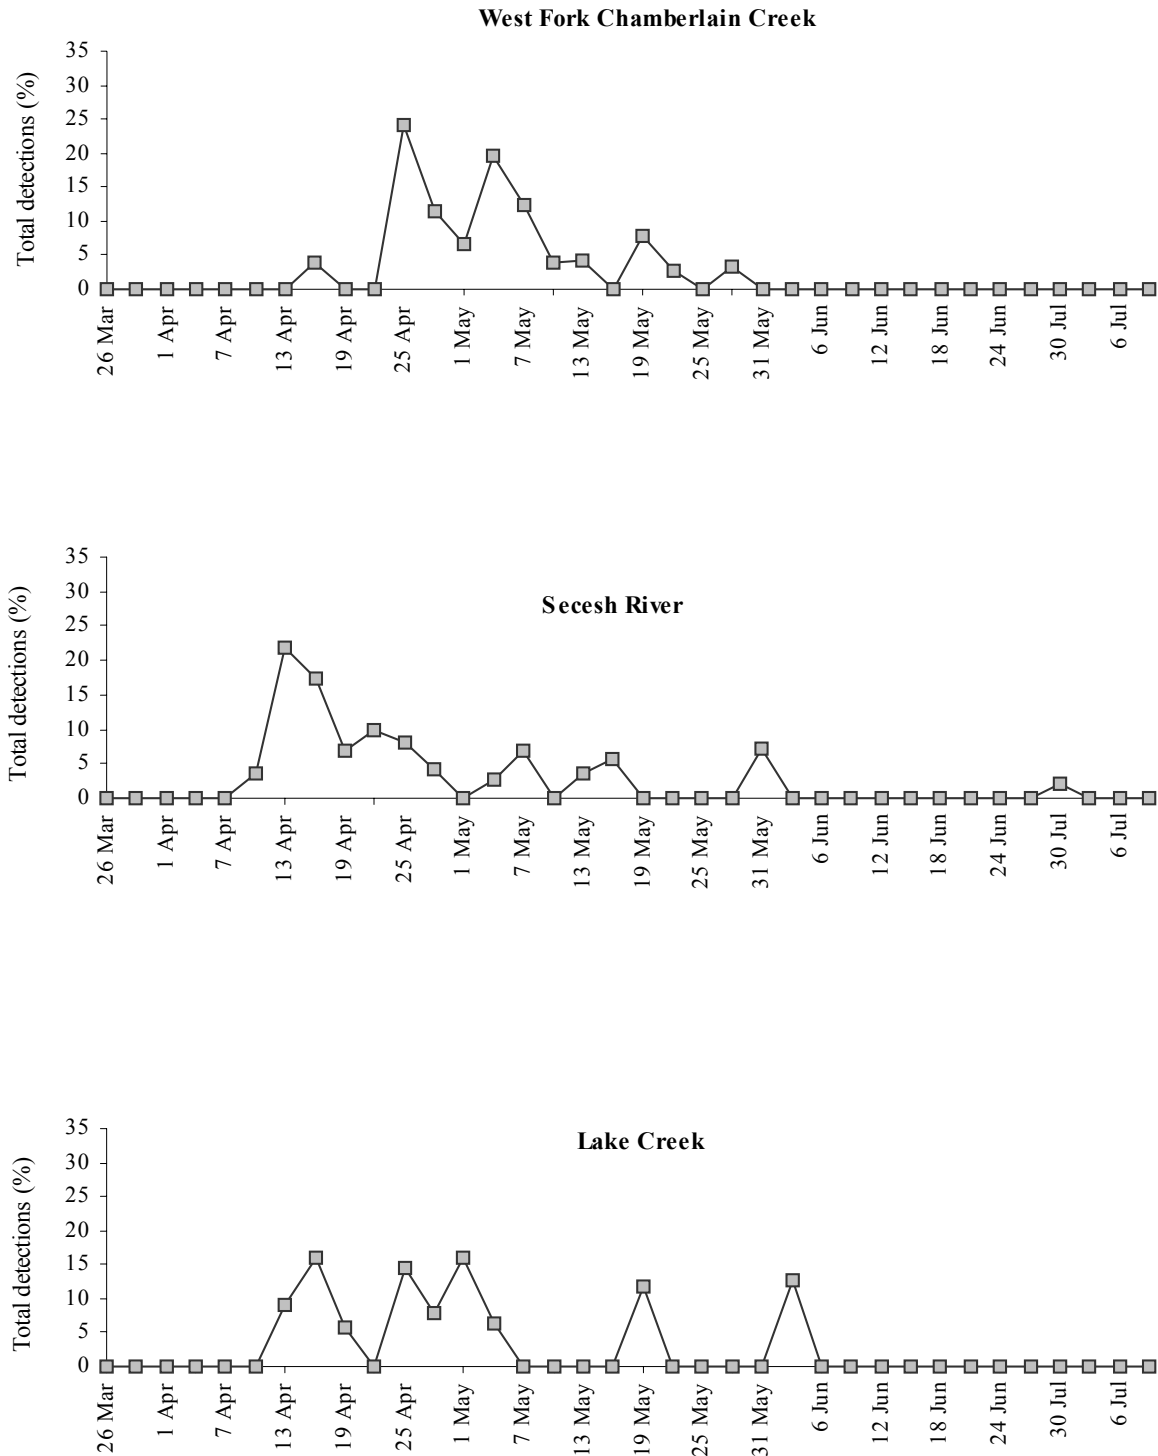 West Fork Chamberlain Creek
Total detections (%)
35
30
25
20
15
10
5
0
26 Mar
1 Apr
7 Apr
13 Apr
19 Apr
25 Apr
1 May
7 May
13 May
19 May
25 May
31 May
6 Jun
12 Jun
18 Jun
24 Jun
30 Jul
6 Jul
Secesh River
Total detections (%)
35
30
25
20
15
10
5
0
26 Mar
1 Apr
7 Apr
13 Apr
19 Apr
25 Apr
1 May
7 May
13 May
19 May
25 May
31 May
6 Jun
12 Jun
18 Jun
24 Jun
30 Jul
6 Jul
Lake Creek
Total detections (%)
35
30
25
20
15
10
5
0
26 Mar
1 Apr
7 Apr
13 Apr
19 Apr
25 Apr
1 May
7 May
13 May
19 May
25 May
31 May
6 Jun
12 Jun
18 Jun
24 Jun
30 Jul
6 Jul